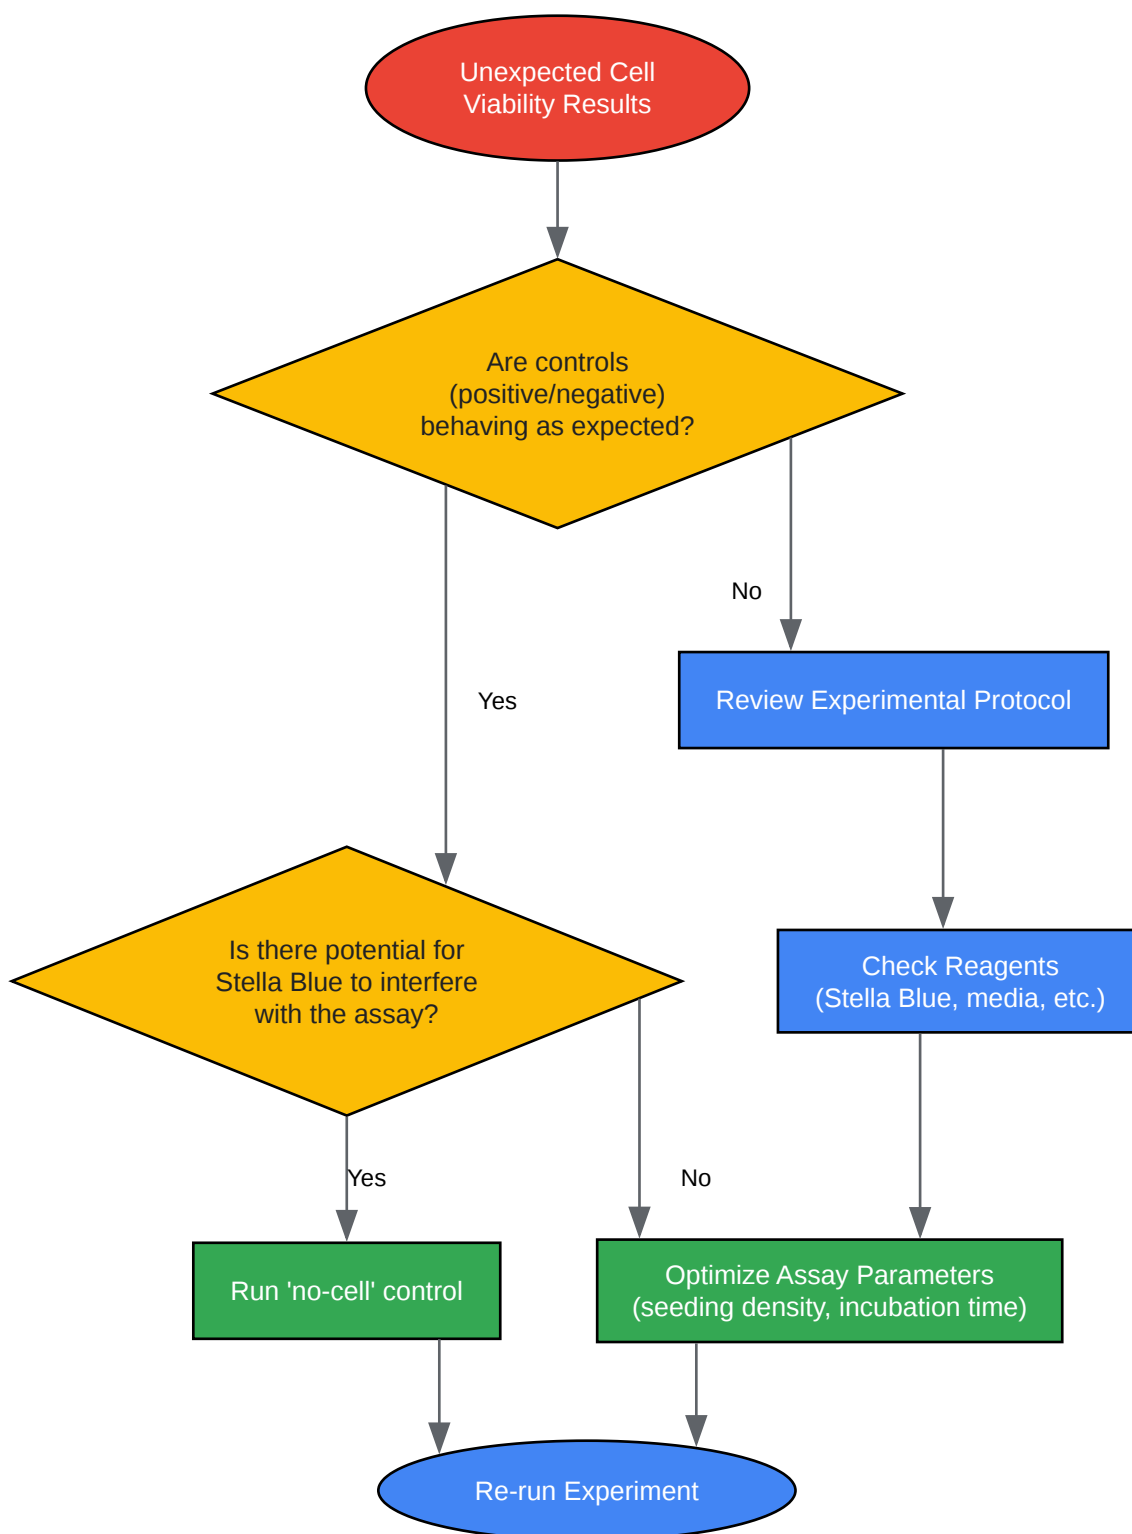 Unexpected Cell
Viability Results
Are controls
(positive/negative)
behaving as expected?
No
Yes
Review Experimental Protocol
Is there potential for
Stella Blue to interfere
with the assay?
Check Reagents
(Stella Blue, media, etc.)
Yes
No
Run 'no-cell' control
Optimize Assay Parameters
(seeding density, incubation time)
Re-run Experiment